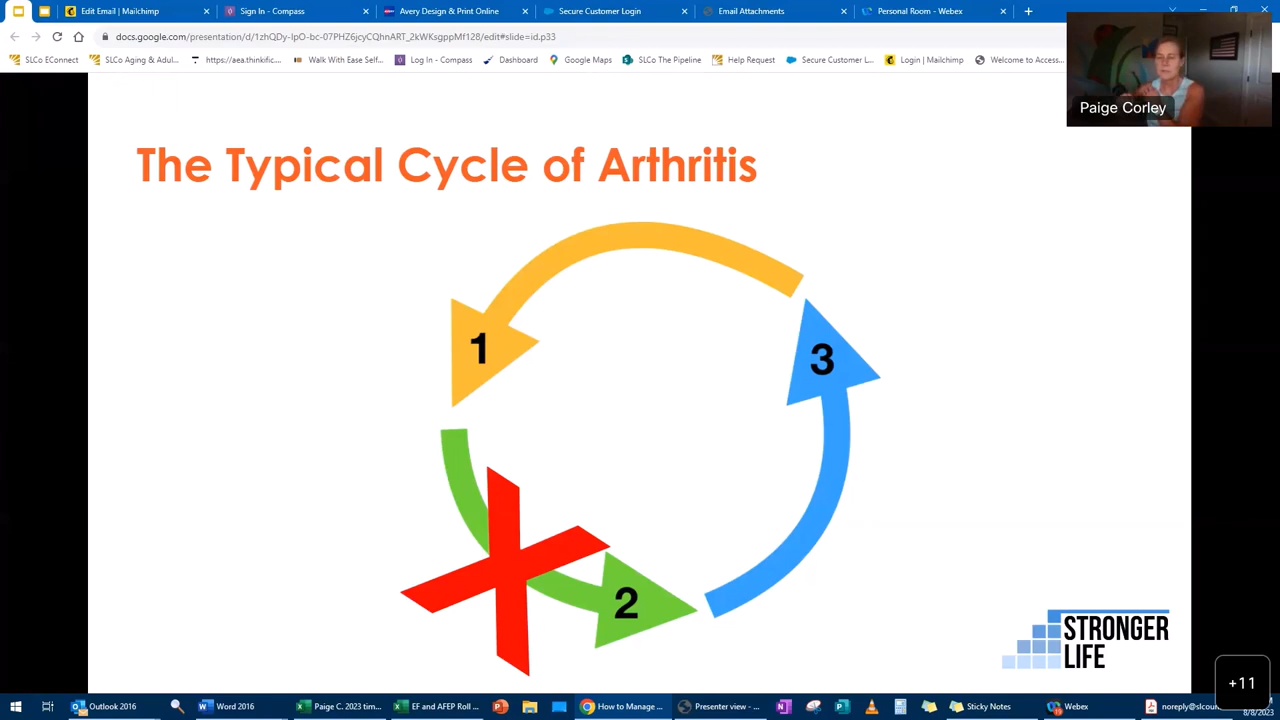 Edit Email | Mailchimp
Sign In - Compass
Avery Design & Print Online
Secure Customer Login
Email Attachments
Personal Room - Webex
docs.google.com/presentation/d/1zhQDy-IpO-bc-07PHZ6jcyCQhnART_2kWKsgppMf128/edit#slide=id.p33
SLCo EConnect
SLCo Aging & Adul...
https://aea.thinkific...
Walk With Ease Self...
Log In - Compass
Dashboard
Google Maps
SLCo The Pipeline
Help Request
Secure Customer L...
Login | Mailchimp
Welcome to Access...
Paige Corley
The Typical Cycle of Arthritis
1
3
2
STRONGER
LIFE
+11
Outlook 2016
Word 2016
Paige C. 2023 tim...
EF and AFEP Roll ...
How to Manage ...
Presenter view - ...
Sticky Notes
Webex
noreply@slcoun
8/8/2023